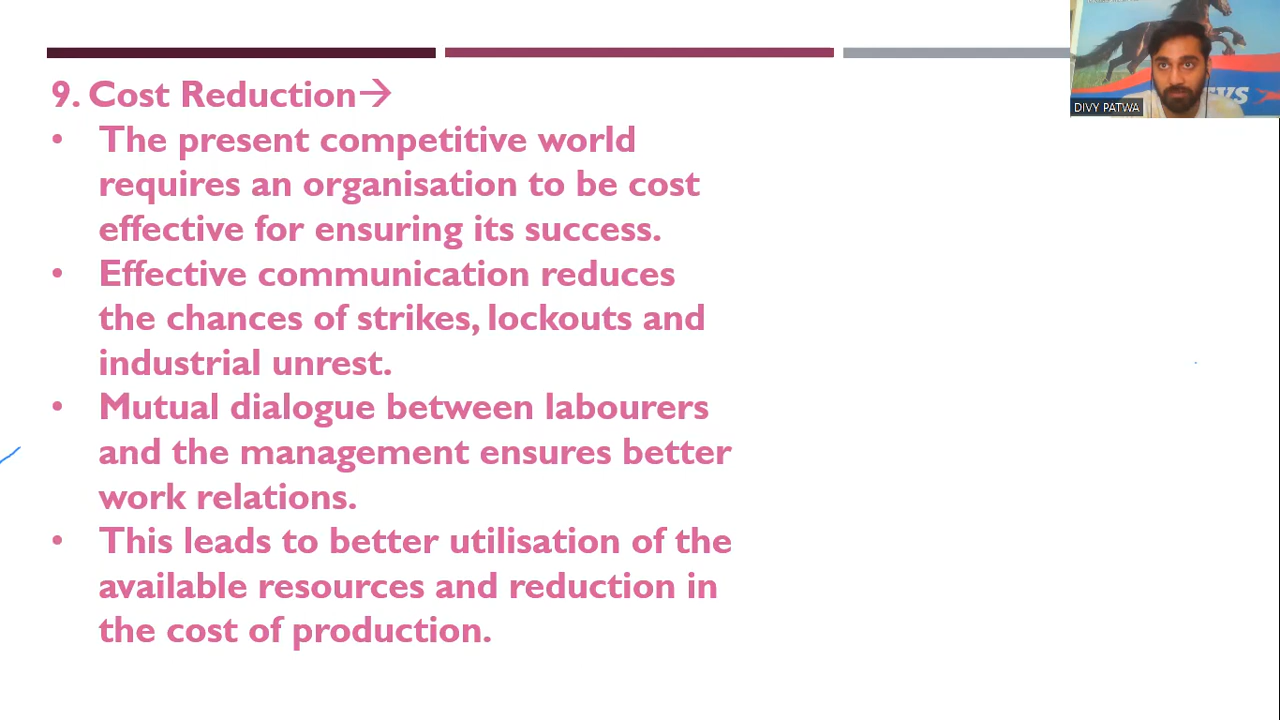 9. Cost Reduction→
• The present competitive world
requires an organisation to be cost
effective for ensuring its success.
• Effective communication reduces
the chances of strikes, lockouts and
industrial unrest.
• Mutual dialogue between labourers
and the management ensures better
work relations.
• This leads to better utilisation of the
available resources and reduction in
the cost of production.
DIVY PATWA